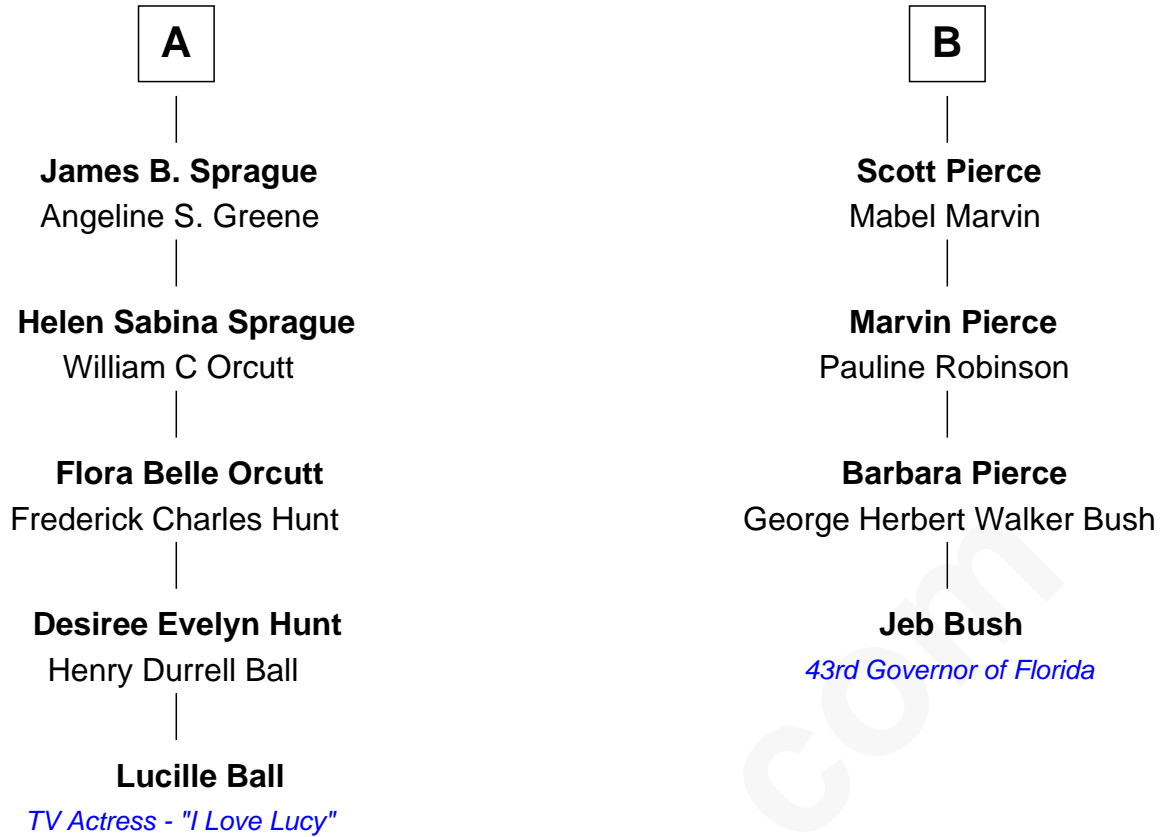 A
James B. Sprague
Angeline S. Greene
Helen Sabina Sprague
William C Orcutt
Flora Belle Orcutt
Frederick Charles Hunt
Desiree Evelyn Hunt
Henry Durrell Ball
Lucille Ball
TV Actress - "I Love Lucy"
B
Scott Pierce
Mabel Marvin
Marvin Pierce
Pauline Robinson
Barbara Pierce
George Herbert Walker Bush
Jeb Bush
43rd Governor of Florida
com